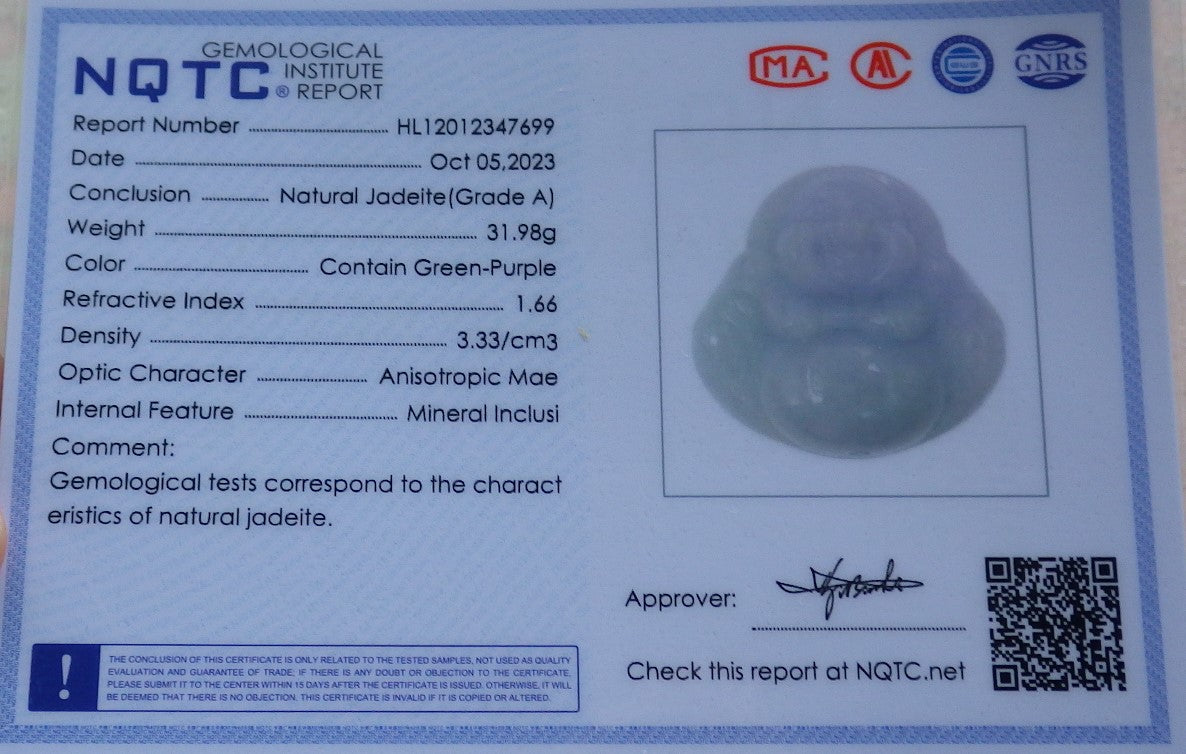 GEMOLOGICAL
NQTC® INSTITUTE
REPORT
MA
GNRS
Report Number HL12012347699
Date Oct 05,2023
Conclusion Natural Jadeite(Grade A)
Weight 31.98g
Color Contain Green-Purple
Refractive Index 1.66
Density 3.33/cm3
Optic Character Anisotropic Mae
Internal Feature Mineral Inclusi
Comment:
Gemological tests correspond to the charact
eristics of natural jadeite.
Approver:
Check this report at NQTC.net
!
THE CONCLUSION OF THIS CERTIFICATE IS ONLY RELATED TO THE TESTED SAMPLES, NOT USED AS QUALITY
EVALUATION AND GUARANTEE OF TRADE; IF THERE IS ANY DOUBT OR OBJECTION TO THE CERTIFICATE,
PLEASE SUBMIT IT TO THE CENTER WITHIN 15 DAYS AFTER THE CERTIFICATE IS ISSUED. OTHERWISE, IT WILL
BE DEEMED THAT THERE IS NO OBJECTION. THIS CERTIFICATE IS INVALID IF IT IS COPIED OR ALTERED.